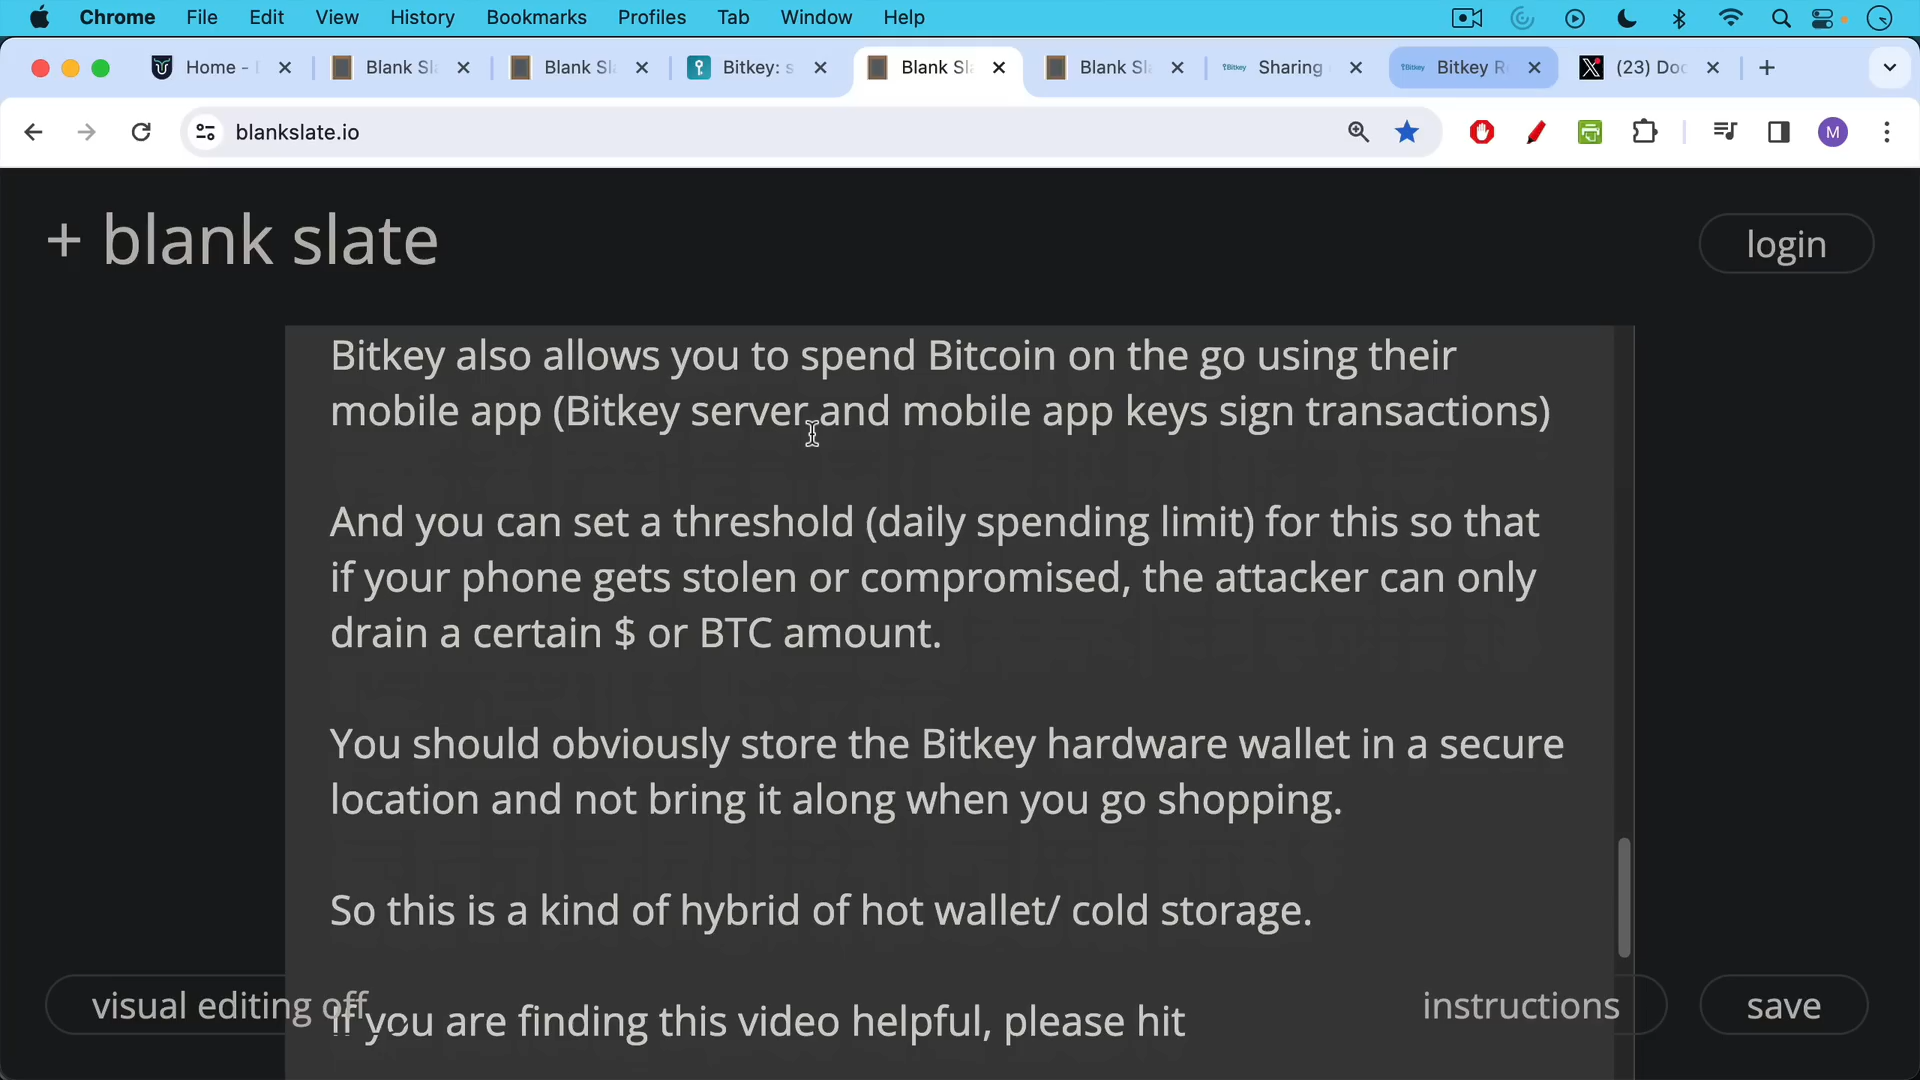 Chrome File Edit View History Bookmarks Profiles Tab Window Help
Home - Blank Sl Blank Sl Bitkey: s Blank Sl Blank Sl Bitkey Sharing Bitkey Bitkey R (23) Do
blankslate.io M
+ blank slate login
Bitkey also allows you to spend Bitcoin on the go using their
mobile app (Bitkey server and mobile app keys sign transactions)
And you can set a threshold (daily spending limit) for this so that
if your phone gets stolen or compromised, the attacker can only
drain a certain $ or BTC amount.
You should obviously store the Bitkey hardware wallet in a secure
location and not bring it along when you go shopping.
So this is a kind of hybrid of hot wallet/ cold storage.
If you are finding this video helpful, please hit
visual editing off instructions save